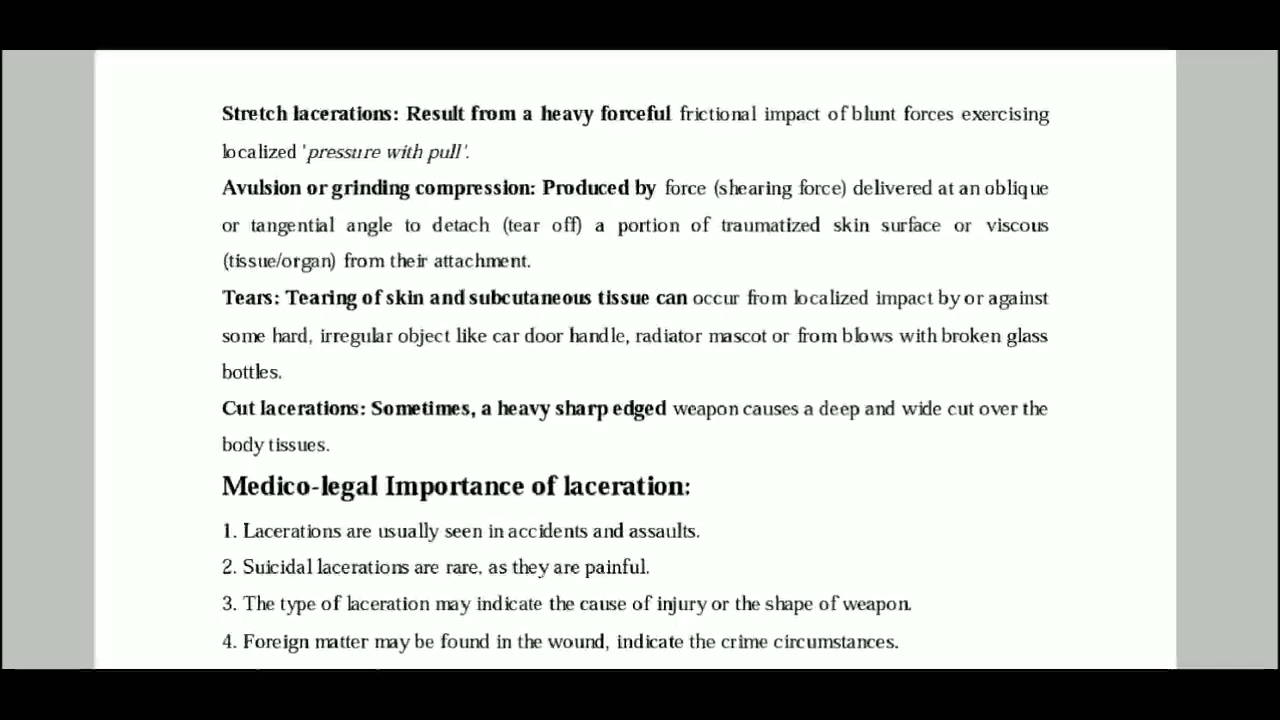 Stretch lacerations: Result from a heavy forceful frictional impact of blunt forces exercising
localized 'pressure with pull'.
Avulsion or grinding compression: Produced by force (shearing force) delivered at an oblique
or tangential angle to detach (tear off) a portion of traumatized skin surface or viscous
(tissue/organ) from their attachment.
Tears: Tearing of skin and subcutaneous tissue can occur from localized impact by or against
some hard, irregular object like car door handle, radiator mascot or from blows with broken glass
bottles.
Cut lacerations: Sometimes, a heavy sharp edged weapon causes a deep and wide cut over the
body tissues.
Medico-legal Importance of laceration:
1. Lacerations are usually seen in accidents and assaults.
2. Suicidal lacerations are rare, as they are painful.
3. The type of laceration may indicate the cause of injury or the shape of weapon.
4. Foreign matter may be found in the wound, indicate the crime circumstances.